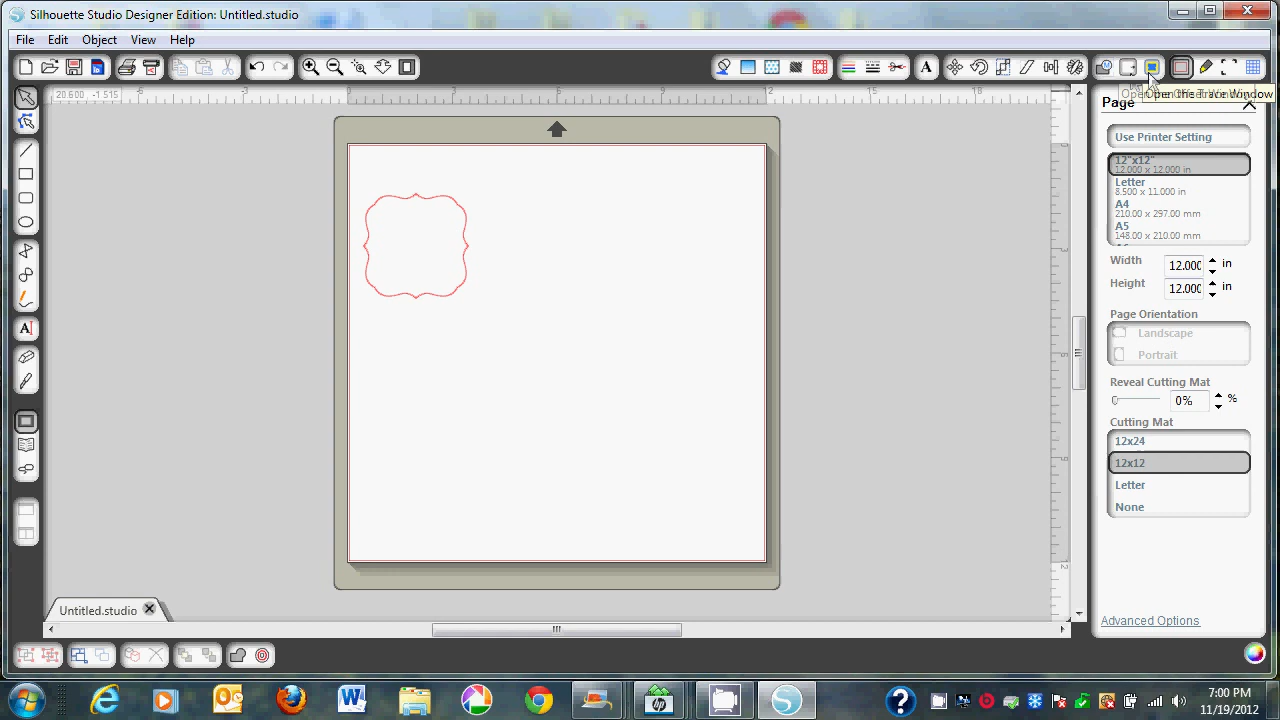 Silhouette Studio Designer Edition: Untitled.studio
File Edit Object View Help
20.600 , -1.515
Open the Trace Window
Page
Use Printer Setting
12"x12"
12.000 x 12.000 in
Letter
8.500 x 11.000 in
A4
210.00 x 297.00 mm
A5
148.00 x 210.00 mm
Width 12.000 in
Height 12.000 in
Page Orientation
Landscape
Portrait
Reveal Cutting Mat
0% %
Cutting Mat
12x24
12x12
Letter
None
Advanced Options
Untitled.studio
7:00 PM
11/19/2012